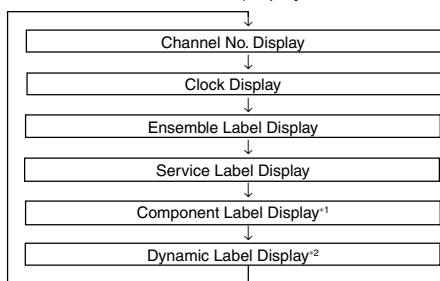 Channel No. Display
Clock Display
Ensemble Label Display
Service Label Display
Component Label Display*1
Dynamic Label Display*2